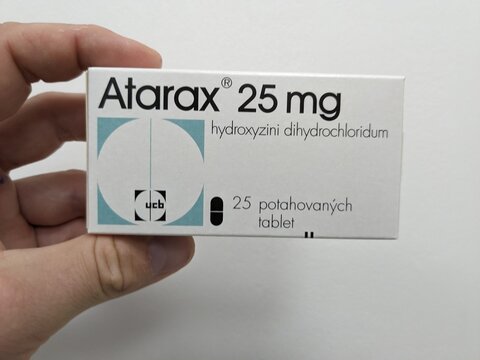 Atarax® 25 mg
hydroxyzini dihydrochloridum
ucb
25 potahovaných
tablet